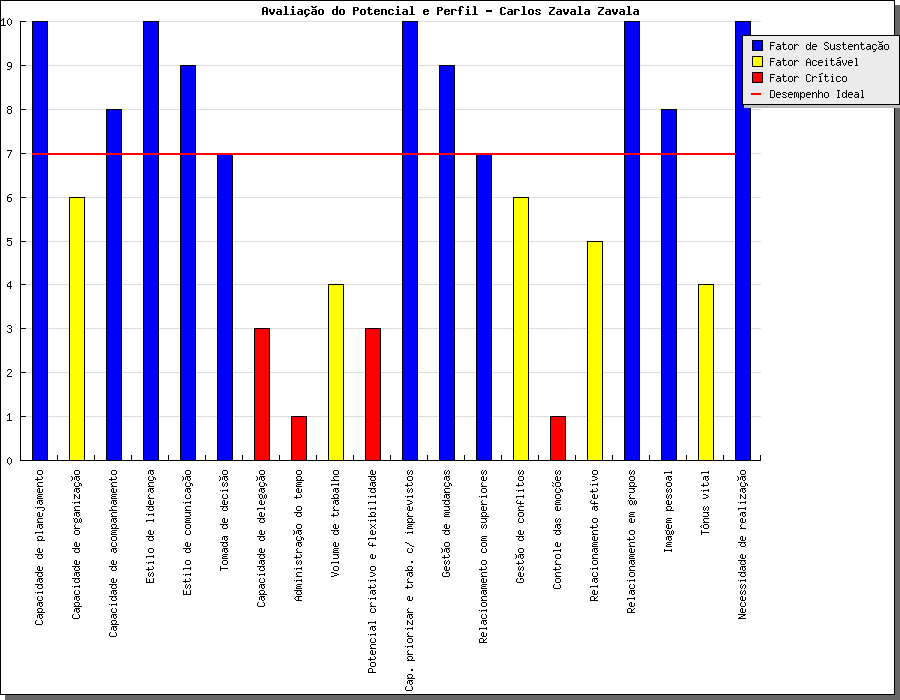 Avaliação do Potencial e Perfil - Carlos Zavala Zavala
10
9
8
7
6
5
4
3
2
1
0
Fator de Sustentação
Fator Aceitável
Fator Crítico
Desempenho Ideal
Capacidade de planejamento
Capacidade de organização
Capacidade de acompanhamento
Estilo de liderança
Estilo de comunicação
Tomada de decisão
Capacidade de delegação
Administração do tempo
Volume de trabalho
Potencial criativo e flexibilidade
Cap. priorizar e trab. c/ imprevistos
Gestão de mudanças
Relacionamento com superiores
Gestão de conflitos
Controle das emoções
Relacionamento afetivo
Relacionamento em grupos
Imagem pessoal
Tônus vital
Necessidade de realização